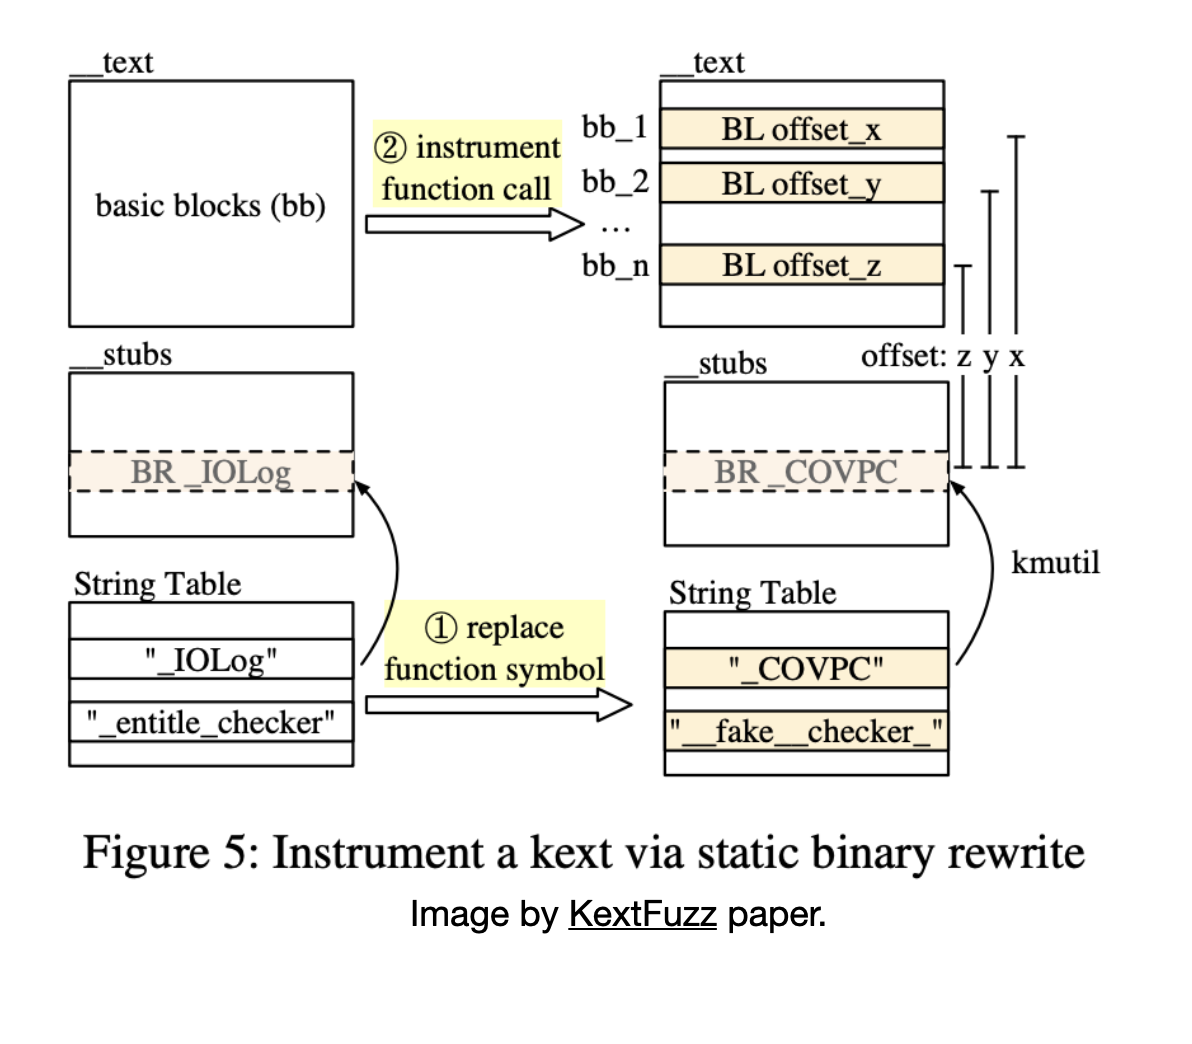 __text
basic blocks (bb)
② instrument
function call
__text
bb_1
BL offset_x
bb_2
BL offset_y
...
bb_n
BL offset_z
__stubs
BR _IOLog
__stubs
offset: z y x
BR _COVPC
kmutil
String Table
"_IOLog"
"_entitle_checker"
① replace
function symbol
String Table
"_COVPC"
"__fake__checker_"
Figure 5: Instrument a kext via static binary rewrite
Image by KextFuzz paper.